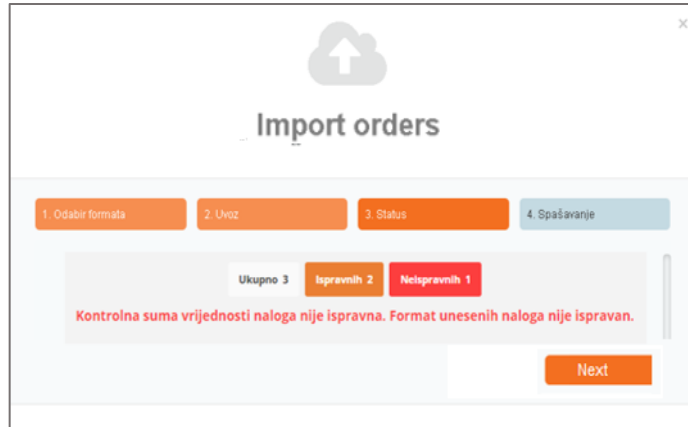 ×
Import orders
1. Odabir formata
2. Uvoz
3. Status
4. Spašavanje
Ukupno 3 Ispravnih 2 Neispravnih 1
Kontrolna suma vrijednosti naloga nije ispravna. Format unesenih naloga nije ispravan.
Next